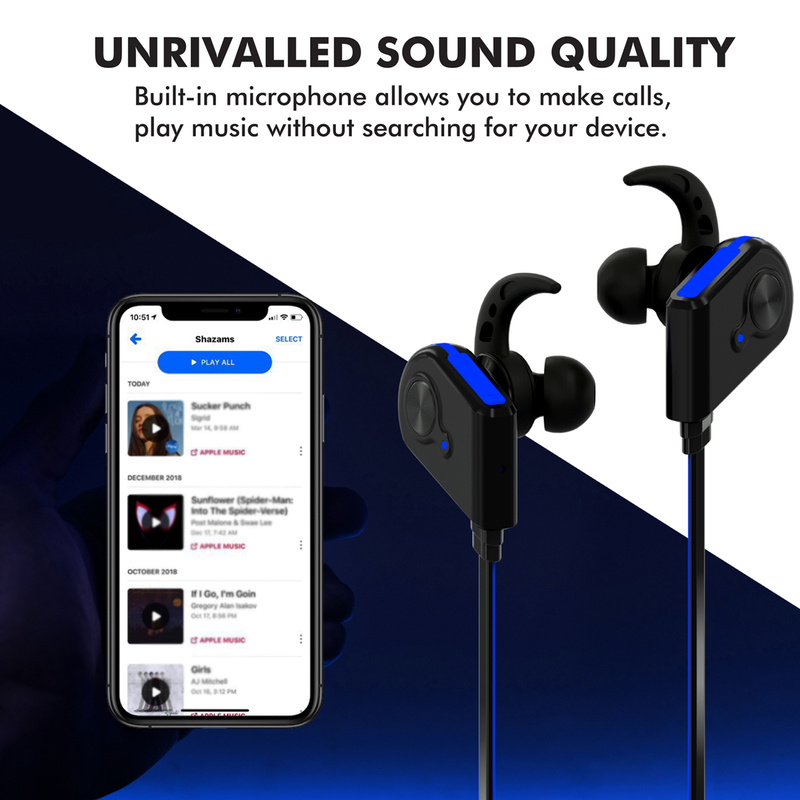 UNRIVALLED SOUND QUALITY
Built-in microphone allows you to make calls,
play music without searching for your device.
10:51
Shazams
SELECT
PLAY ALL
TODAY
Sucker Punch
Sigrid
Mar 14, 9:58 AM
APPLE MUSIC
DECEMBER 2018
Sunflower (Spider-Man:
Into The Spider-Verse)
Post Malone & Swae Lee
Dec 17, 7:42 AM
APPLE MUSIC
OCTOBER 2018
If I Go, I'm Goin
Gregory Alan Isakov
Oct 17, 8:58 PM
APPLE MUSIC
Girls
AJ Mitchell
Oct 16, 3:12 PM
APPLE MUSIC